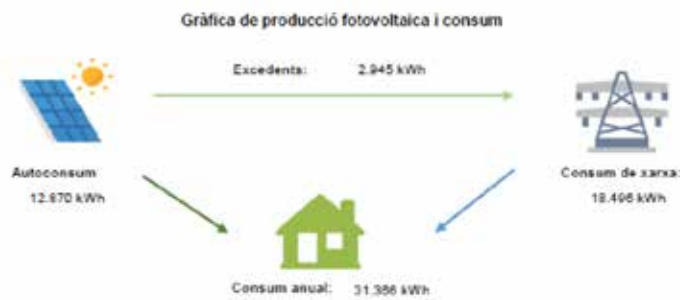 Gràfica de producció fotovoltaica i consum
Excedents: 2.945 kWh
Autoconsum
12.870 kWh
Consum de xarxa:
18.496 kWh
Consum anual: 31.366 kWh